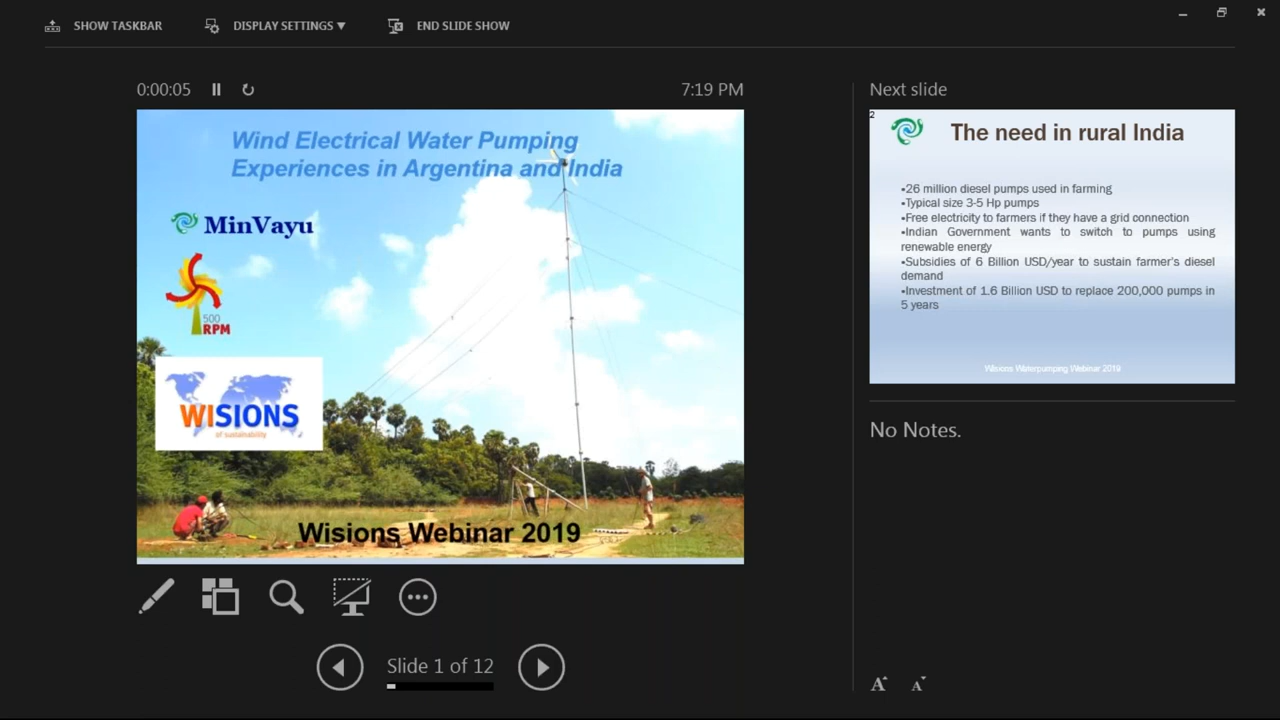 SHOW TASKBAR
DISPLAY SETTINGS ▼
END SLIDE SHOW
0:00:05
7:19 PM
Wind Electrical Water Pumping
Experiences in Argentina and India
MinVayu
500
RPM
WISIONS
of sustainability
Wisions Webinar 2019
Slide 1 of 12
Next slide
2
The need in rural India
•26 million diesel pumps used in farming
•Typical size 3-5 Hp pumps
•Free electricity to farmers if they have a grid connection
•Indian Government wants to switch to pumps using
renewable energy
•Subsidies of 6 Billion USD/year to sustain farmer's diesel
demand
•Investment of 1.6 Billion USD to replace 200,000 pumps in
5 years
Wisions Waterpumping Webinar 2019
No Notes.
A A